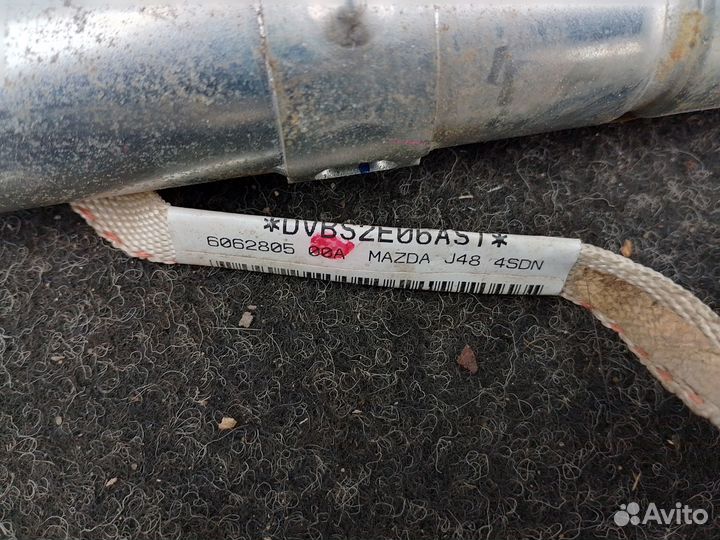 *DVBS2E06AST*
6062805 00A MAZDA J48 4SDN
Avito